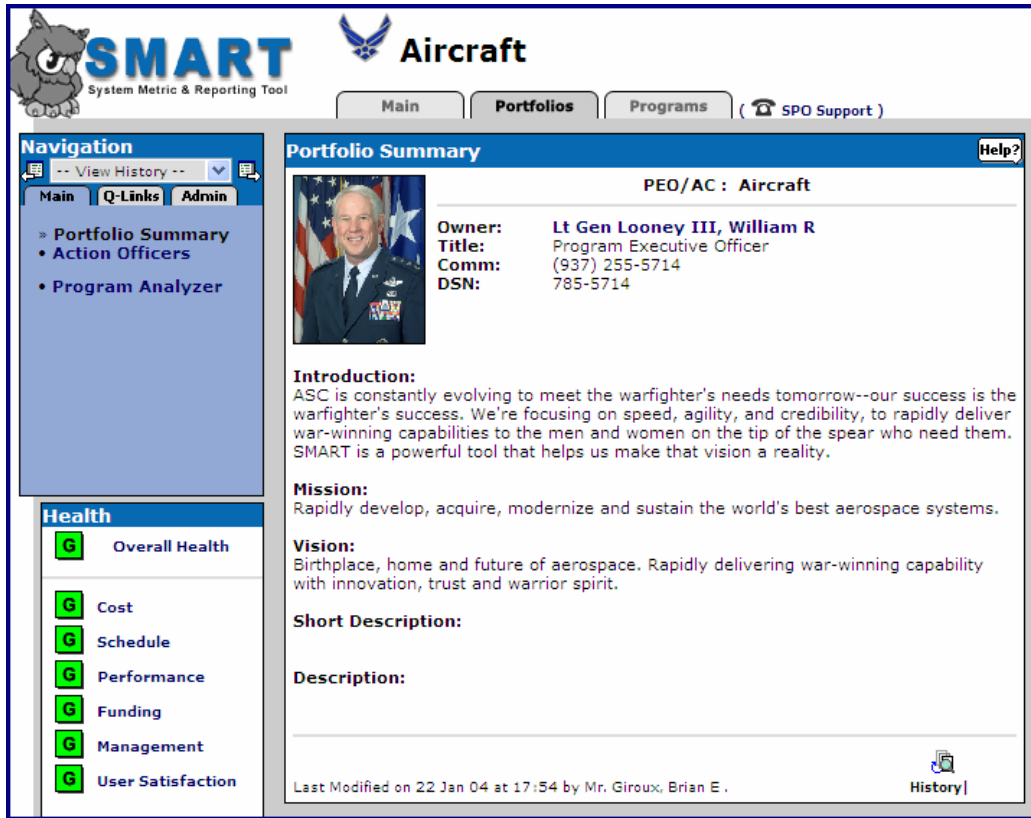 SMART
System Metric & Reporting Tool
Aircraft
Main
Portfolios
Programs
( SPO Support )
Navigation
-- View History --
Main
Q-Links
Admin
» Portfolio Summary
• Action Officers
• Program Analyzer
Health
G Overall Health
G Cost
G Schedule
G Performance
G Funding
G Management
G User Satisfaction
Portfolio Summary
Help?
PEO/AC : Aircraft
Owner: Lt Gen Looney III, William R
Title: Program Executive Officer
Comm: (937) 255-5714
DSN: 785-5714
Introduction:
ASC is constantly evolving to meet the warfighter's needs tomorrow--our success is the
warfighter's success. We're focusing on speed, agility, and credibility, to rapidly deliver
war-winning capabilities to the men and women on the tip of the spear who need them.
SMART is a powerful tool that helps us make that vision a reality.
Mission:
Rapidly develop, acquire, modernize and sustain the world's best aerospace systems.
Vision:
Birthplace, home and future of aerospace. Rapidly delivering war-winning capability
with innovation, trust and warrior spirit.
Short Description:
Description:
Last Modified on 22 Jan 04 at 17:54 by Mr. Giroux, Brian E .
History|